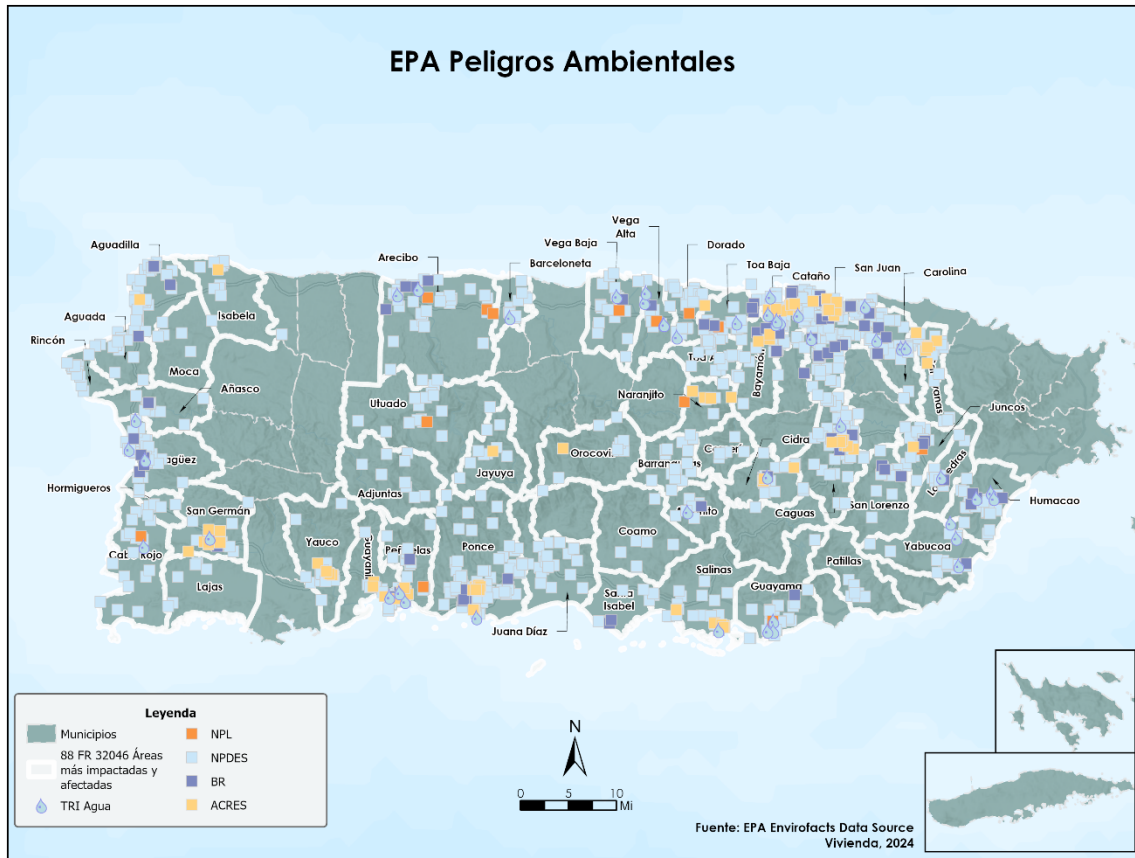 EPA Peligros Ambientales
Vega
Alta
Aguadilla
Arecibo
Vega Baja
Barceloneta
Dorado
Toa Baja
Cataño
San Juan
Carolina
Isabela
Aguada
Rincón
Moca
Añasco
Utuado
Naranjito
Bayamón
Juncos
Cidra
Orocovi
Jayuya
Hormigueros
Adjuntas
San Germán
Humacao
San Lorenzo
Caguas
Coamo
Yauco
Ponce
Yabucoa
Patillas
Salinas
Guayama
Lajas
Isabel
Juana Díaz
Leyenda
Municipios
88 FR 32046 Áreas
más impactadas y
afectadas
TRI Agua
NPL
NPDES
BR
ACRES
N
0 5 10
Mi
Fuente: EPA Envirofacts Data Source
Vivienda, 2024